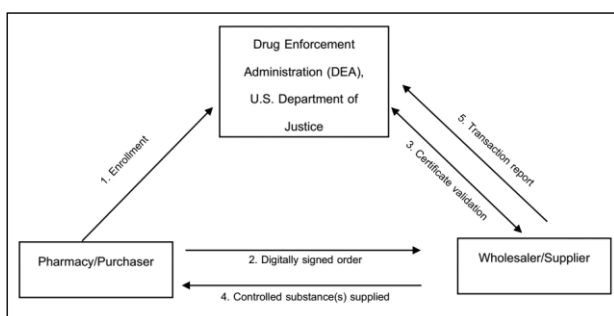 Drug Enforcement
Administration (DEA),
U.S. Department of
Justice
1. Enrollment
5. Transaction report
3. Certificate validation
Pharmacy/Purchaser
2. Digitally signed order
Wholesaler/Supplier
4. Controlled substance(s) supplied